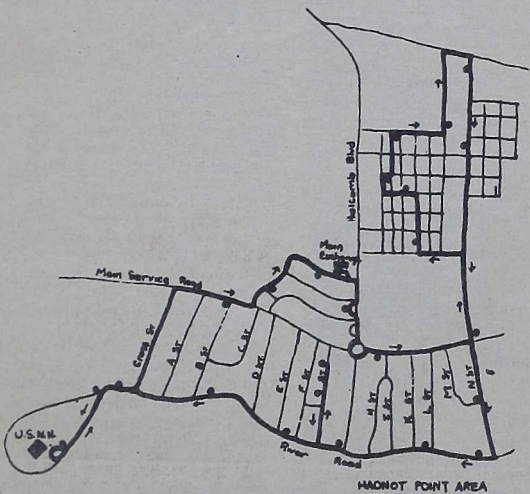 Holcomb Blvd
Main
Exchange
Main Service Road
Cross St
A St
B St
C St
D St
E St
F St
G St
H St
I St
K St
L St
M St
N St
U.S.N.H.
River Road
HADNOT POINT AREA